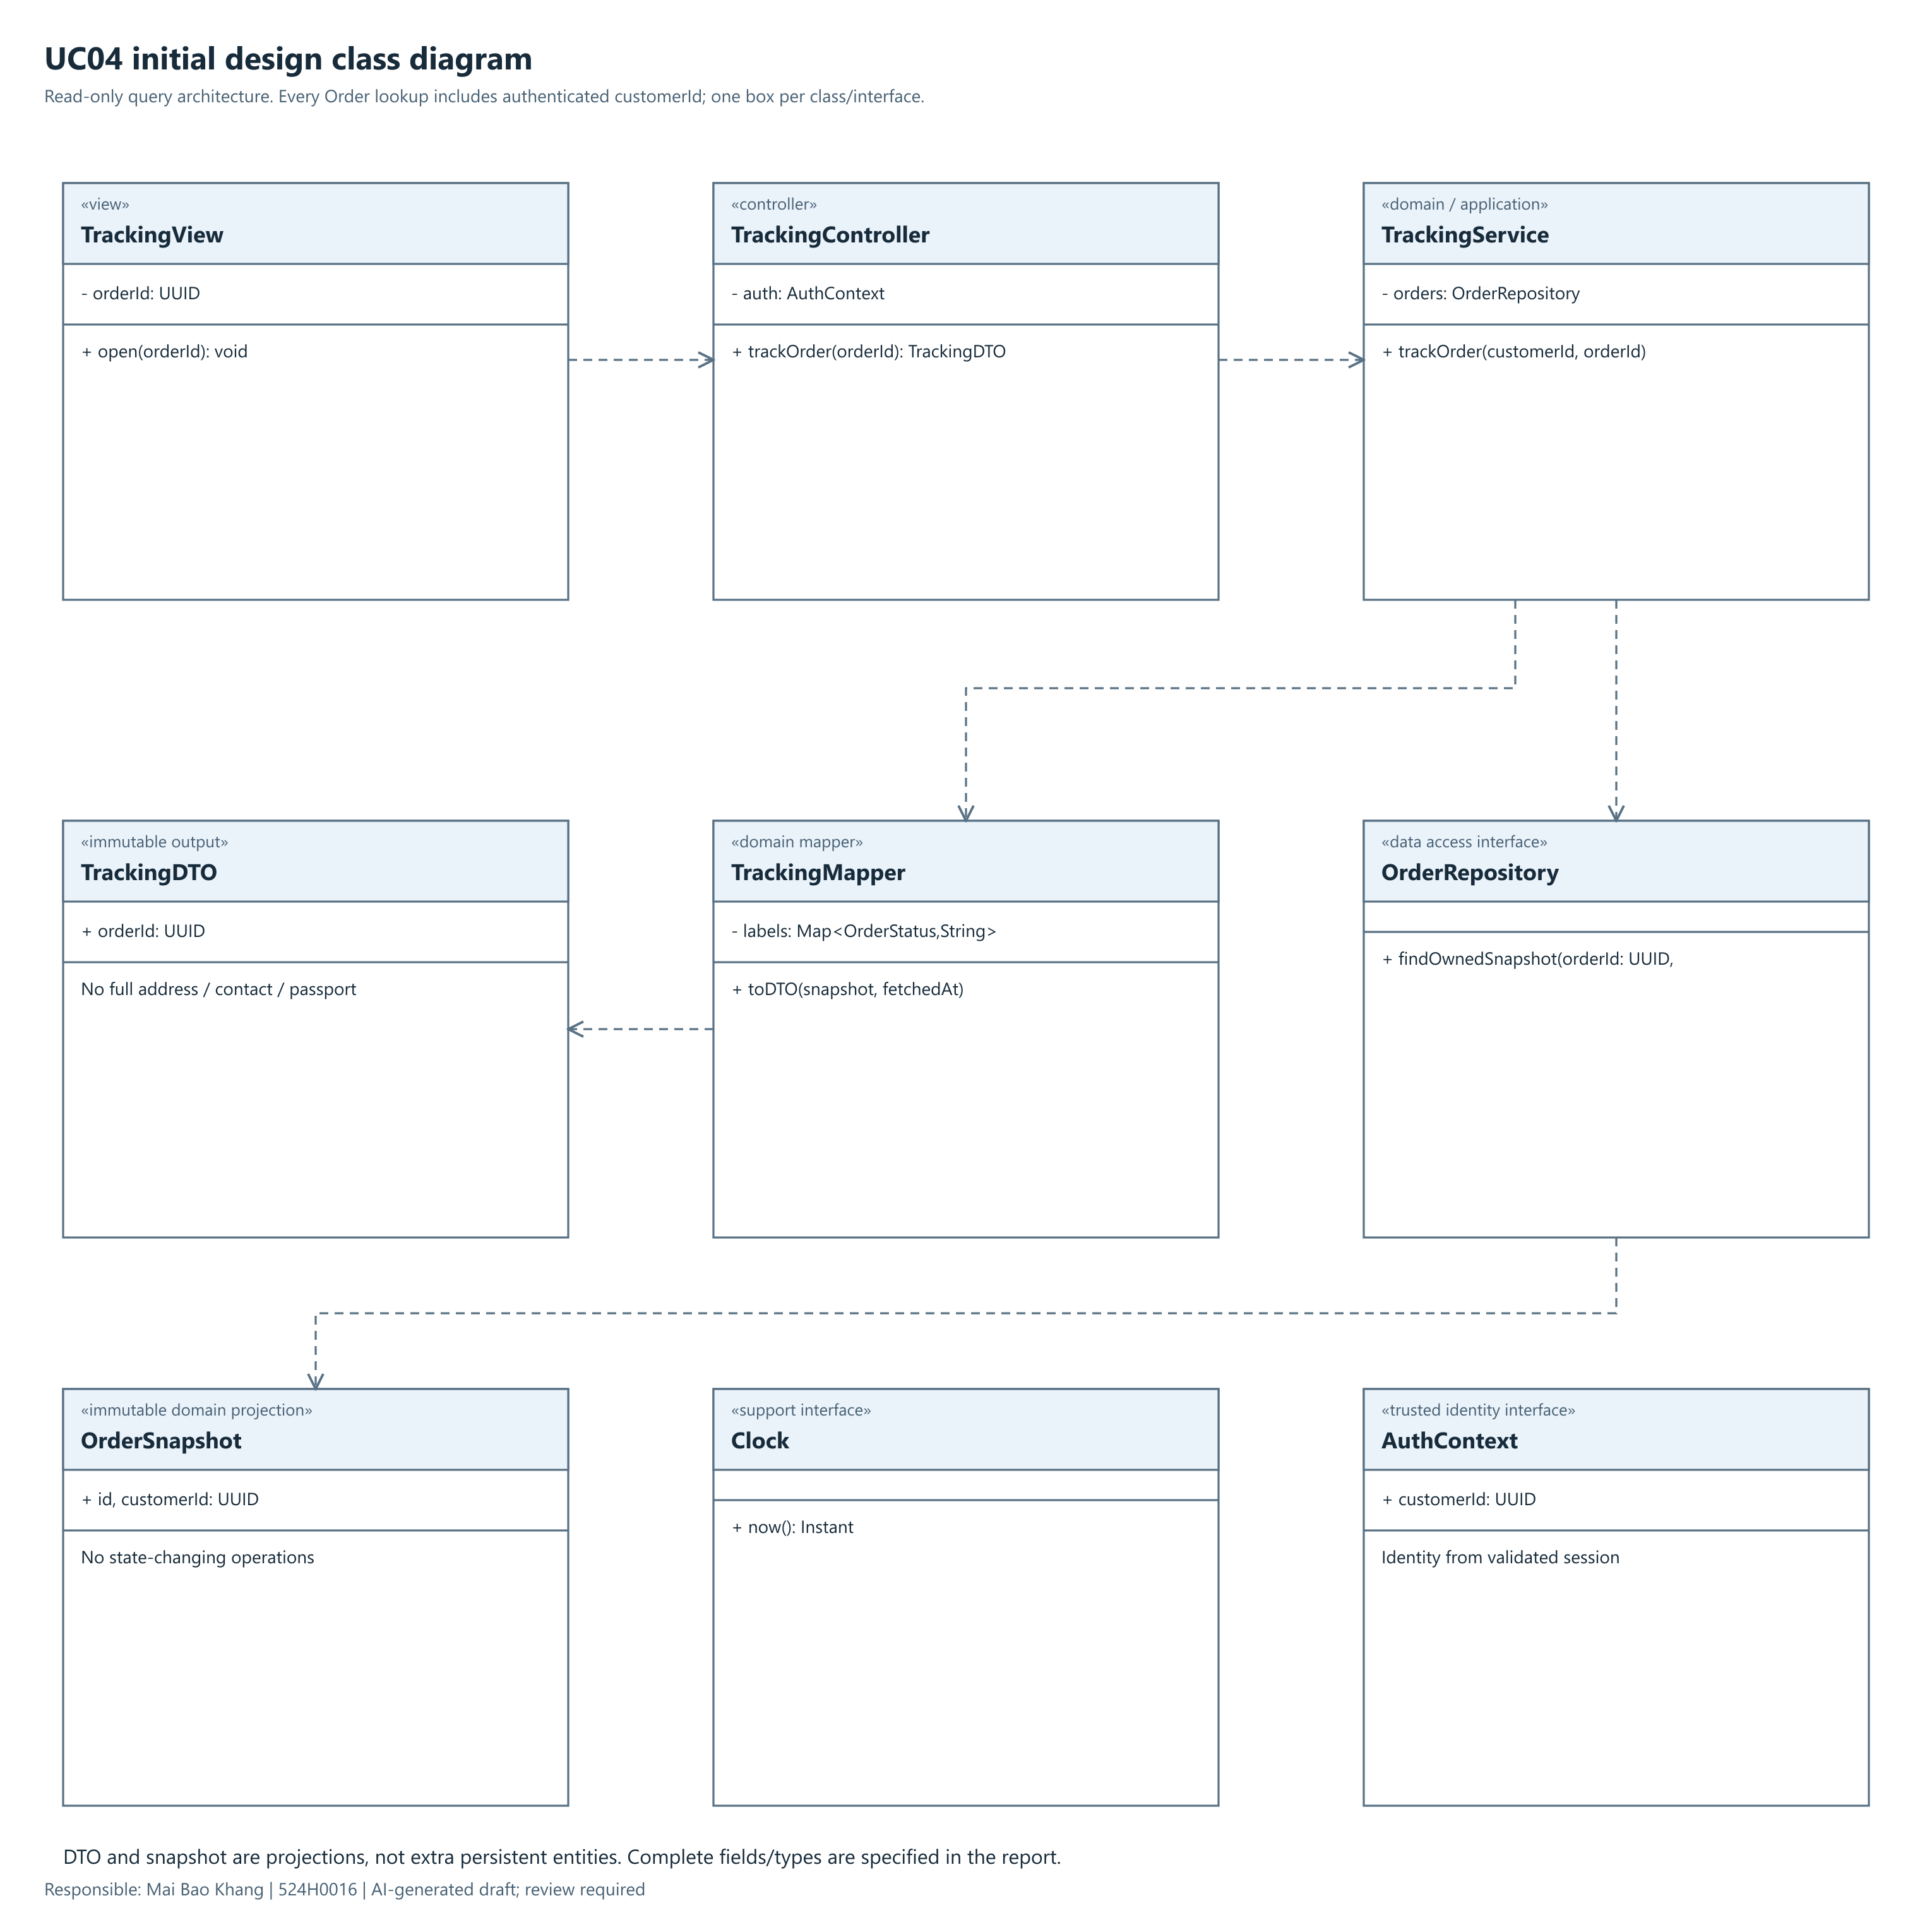 UC04 initial design class diagram
Read-only query architecture. Every Order lookup includes authenticated customerId; one box per class/interface.
«view»
TrackingView
- orderId: UUID
+ open(orderId): void
«controller»
TrackingController
- auth: AuthContext
+ trackOrder(orderId): TrackingDTO
«domain / application»
TrackingService
- orders: OrderRepository
+ trackOrder(customerId, orderId)
«immutable output»
TrackingDTO
+ orderId: UUID
No full address / contact / passport
«domain mapper»
TrackingMapper
- labels: Map<OrderStatus,String>
+ toDTO(snapshot, fetchedAt)
«data access interface»
OrderRepository
+ findOwnedSnapshot(orderId: UUID,
«immutable domain projection»
OrderSnapshot
+ id, customerId: UUID
No state-changing operations
«support interface»
Clock
+ now(): Instant
«trusted identity interface»
AuthContext
+ customerId: UUID
Identity from validated session
DTO and snapshot are projections, not extra persistent entities. Complete fields/types are specified in the report.
Responsible: Mai Bao Khang | 524H0016 | AI-generated draft; review required